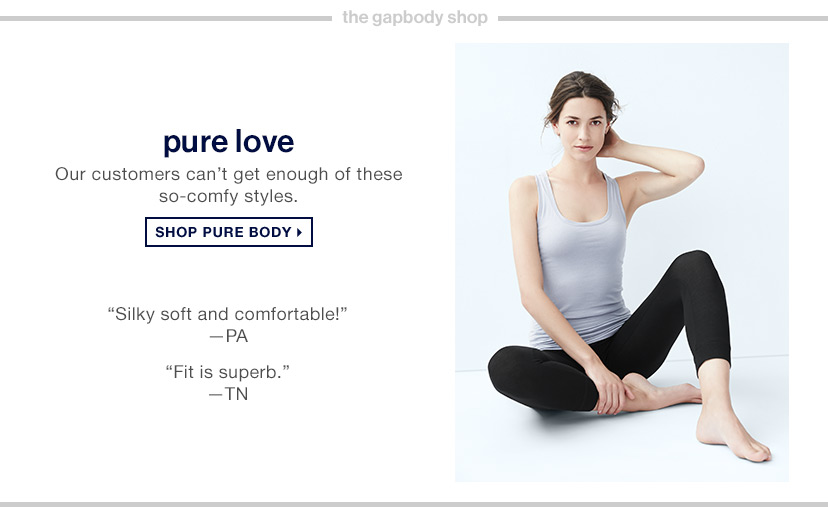 the gapbody shop
pure love
Our customers can’t get enough of these
so-comfy styles.
SHOP PURE BODY
“Silky soft and comfortable!”
—PA
“Fit is superb.”
—TN